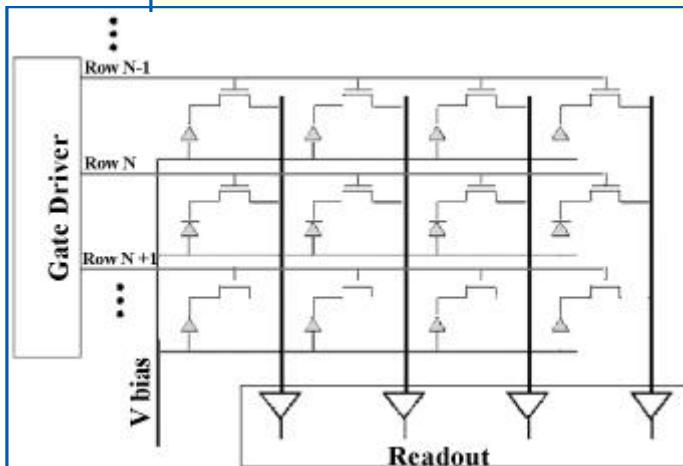 Row N-1
Row N
Row N +1
Gate Driver
V bias
Readout